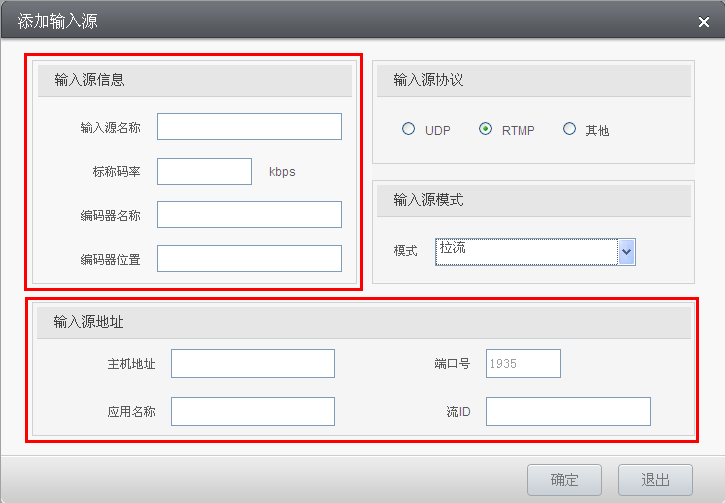 添加输入源
输入源信息
输入源名称
标称码率 kbps
编码器名称
编码器位置
输入源协议
UDP RTMP 其他
输入源模式
模式 拉流
输入源地址
主机地址 端口号 1935
应用名称 流ID
确定 退出